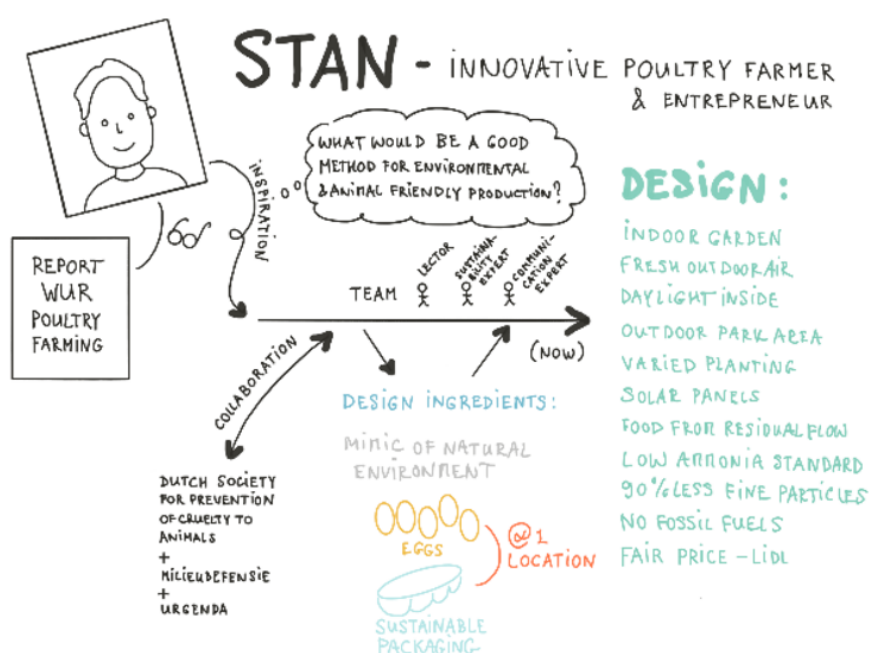 STAN - INNOVATIVE POULTRY FARMER
& ENTREPRENEUR
WHAT WOULD BE A GOOD
METHOD FOR ENVIRONMENTAL
& ANIMAL FRIENDLY PRODUCTION?
INSPIRATION
REPORT
WUR
POULTRY
FARMING
TEAM
LECTOR
SUSTAINA-
BILITY
EXPERT
COMMUNI-
CATION
EXPERT
(NOW)
COLLABORATION
DUTCH SOCIETY
FOR PREVENTION
OF CRUELTY TO
ANIMALS
+
MILIEUDEFENSIE
+
URGENDA
DESIGN INGREDIENTS:
MIMIC OF NATURAL
ENVIRONMENT
EGGS
@ 1
LOCATION
SUSTAINABLE
PACKAGING
DESIGN:
INDOOR GARDEN
FRESH OUTDOOR AIR
DAYLIGHT INSIDE
OUTDOOR PARK AREA
VARIED PLANTING
SOLAR PANELS
FOOD FROM RESIDUAL FLOW
LOW AMMONIA STANDARD
90% LESS FINE PARTICLES
NO FOSSIL FUELS
FAIR PRICE - LIDL